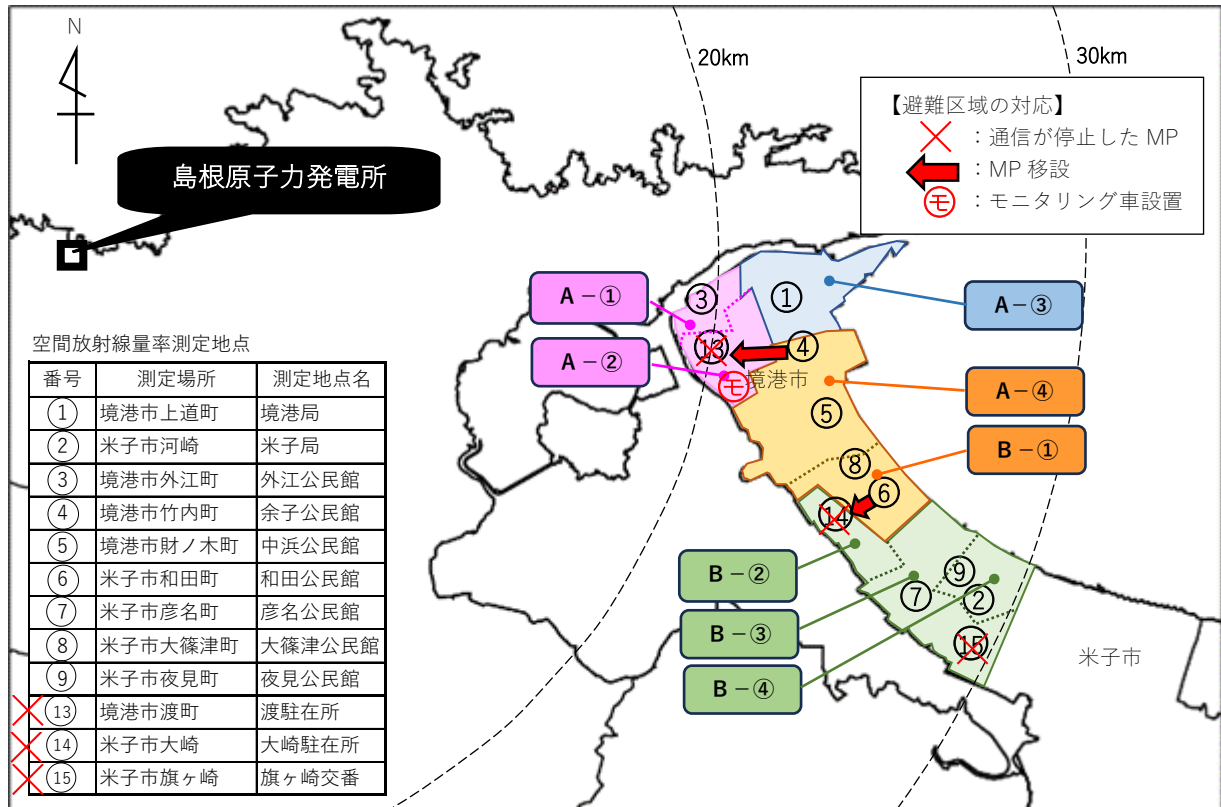 N
20km
30km
【避難区域の対応】
：通信が停止した MP
：MP 移設
モ ：モニタリング車設置
島根原子力発電所
A－①
③
①
A－③
⑬
④
A－②
モ
境港市
A－④
⑤
B－①
⑧
⑥
⑭
B－②
⑨
⑦
②
B－③
⑮
米子市
B－④
空間放射線量率測定地点
番号 測定場所 測定地点名
① 境港市上道町 境港局
② 米子市河崎 米子局
③ 境港市外江町 外江公民館
④ 境港市竹内町 余子公民館
⑤ 境港市財ノ木町 中浜公民館
⑥ 米子市和田町 和田公民館
⑦ 米子市彦名町 彦名公民館
⑧ 米子市大篠津町 大篠津公民館
⑨ 米子市夜見町 夜見公民館
⑬ 境港市渡町 渡駐在所
⑭ 米子市大崎 大崎駐在所
⑮ 米子市旗ヶ崎 旗ヶ崎交番